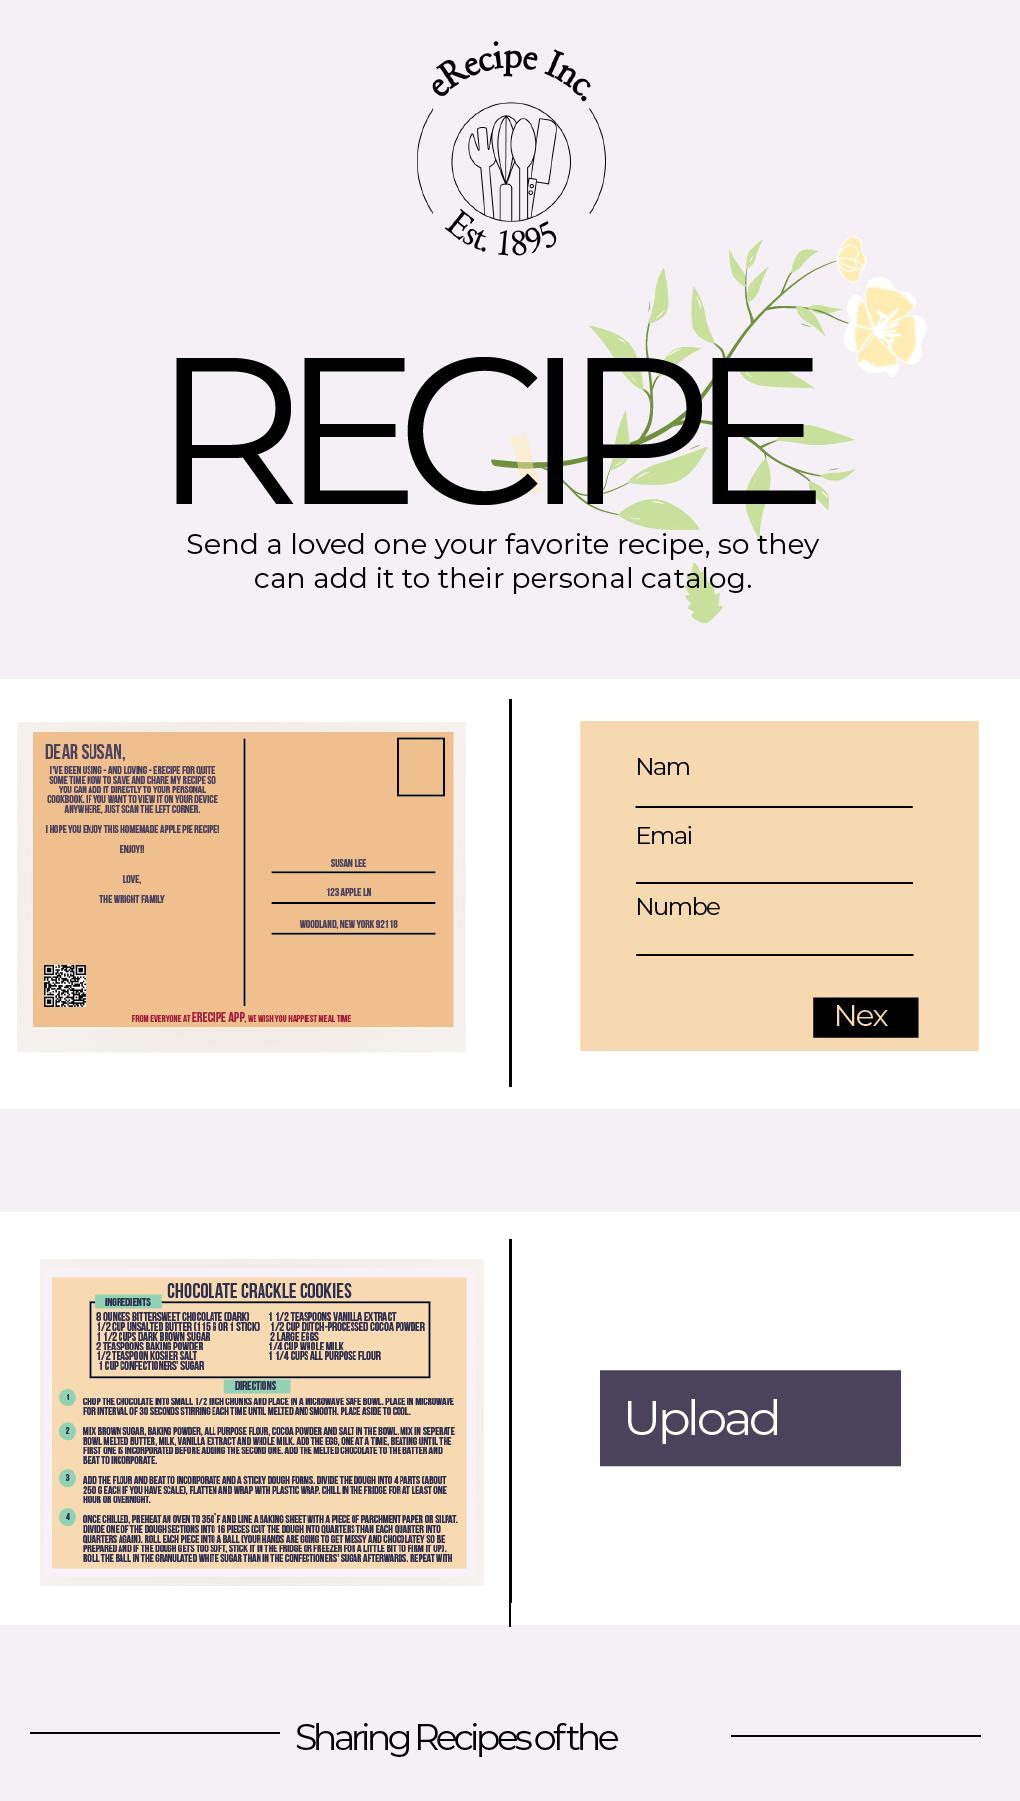 eRecipe Inc.
Est. 1895
RECIPE
Send a loved one your favorite recipe, so they
can add it to their personal catalog.
DEAR SUSAN,
I'VE BEEN USING - AND LOVING - ERECIPE FOR QUITE
SOME TIME NOW TO SAVE AND CHARE MY RECIPE SO
YOU CAN ADD IT DIRECTLY TO YOUR PERSONAL
COOKBOOK. IF YOU WANT TO VIEW IT ON YOUR DEVICE
ANYWHERE, JUST SCAN THE LEFT CORNER.
I HOPE YOU ENJOY THIS HOMEMADE APPLE PIE RECIPE!
ENJOY!!
LOVE,
THE WRIGHT FAMILY
SUSAN LEE
123 APPLE LN
WOODLAND, NEW YORK 92118
FROM EVERYONE AT ERECIPE APP, WE WISH YOU HAPPIEST MEAL TIME
Nam
Emai
Numbe
Nex
CHOCOLATE CRACKLE COOKIES
INGREDIENTS
8 OUNCES BITTERSWEET CHOCOLATE (DARK)
1/2 CUP UNSALTED BUTTER (115 G OR 1 STICK)
1 1/2 CUPS DARK BROWN SUGAR
2 TEASPOONS BAKING POWDER
1/2 TEASPOON KOSHER SALT
1 CUP CONFECTIONERS' SUGAR
1 1/2 TEASPOONS VANILLA EXTRACT
1/2 CUP DUTCH-PROCESSED COCOA POWDER
2 LARGE EGGS
1/4 CUP WHOLE MILK
1 1/4 CUPS ALL PURPOSE FLOUR
DIRECTIONS
1
CHOP THE CHOCOLATE INTO SMALL 1/2 INCH CHUNKS AND PLACE IN A MICROWAVE SAFE BOWL. PLACE IN MICROWAVE
FOR INTERVAL OF 30 SECONDS STIRRING EACH TIME UNTIL MELTED AND SMOOTH. PLACE ASIDE TO COOL.
2
MIX BROWN SUGAR, BAKING POWDER, ALL PURPOSE FLOUR, COCOA POWDER AND SALT IN THE BOWL. MIX IN SEPERATE
BOWL MELTED BUTTER, MILK, VANILLA EXTRACT AND WHOLE MILK. ADD THE EGG, ONE AT A TIME, BEATING UNTIL THE
FIRST ONE IS INCORPORATED BEFORE ADDING THE SECOND ONE. ADD THE MELTED CHOCOLATE TO THE BATTER AND
BEAT TO INCORPORATE.
3
ADD THE FLOUR AND BEAT TO INCORPORATE AND A STICKY DOUGH FORMS. DIVIDE THE DOUGH INTO 4 PARTS (ABOUT
250 G EACH IF YOU HAVE SCALE), FLATTEN AND WRAP WITH PLASTIC WRAP. CHILL IN THE FRIDGE FOR AT LEAST ONE
HOUR OR OVERNIGHT.
4
ONCE CHILLED, PREHEAT AN OVEN TO 350°F AND LINE A BAKING SHEET WITH A PIECE OF PARCHMENT PAPER OR SILPAT.
DIVIDE ONE OF THE DOUGH SECTIONS INTO 16 PIECES (CUT THE DOUGH INTO QUARTERS THAN EACH QUARTER INTO
QUARTERS AGAIN). ROLL EACH PIECE INTO A BALL (YOUR HANDS ARE GOING TO GET MESSY AND CHOCOLATEY SO BE
PREPARED AND IF THE DOUGH GETS TOO SOFT, STICK IT IN THE FRIDGE OR FREEZER FOR A LITTLE BIT TO FIRM IT UP).
ROLL THE BALL IN THE GRANULATED WHITE SUGAR THAN IN THE CONFECTIONERS' SUGAR AFTERWARDS. REPEAT WITH
Upload
Sharing Recipes of the